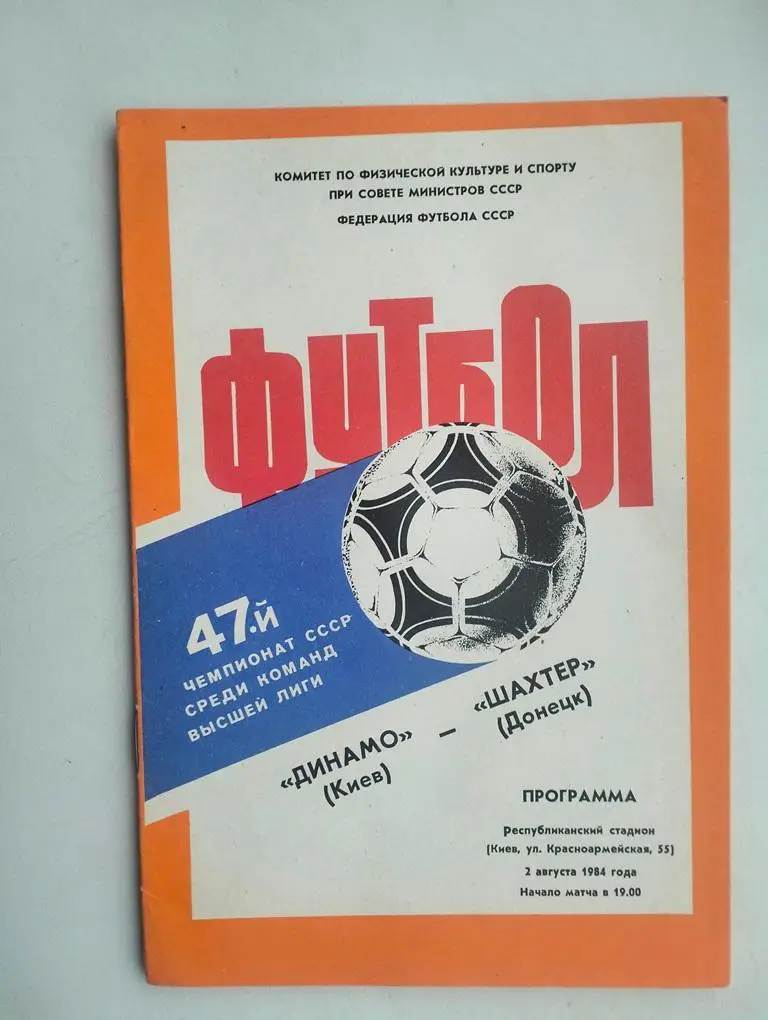 КОМИТЕТ ПО ФИЗИЧЕСКОЙ КУЛЬТУРЕ И СПОРТУ
ПРИ СОВЕТЕ МИНИСТРОВ СССР
ФЕДЕРАЦИЯ ФУТБОЛА СССР
ФУТБОЛ
47-й
ЧЕМПИОНАТ СССР
СРЕДИ КОМАНД
ВЫСШЕЙ ЛИГИ
«ДИНАМО» – «ШАХТЕР»
(Киев) (Донецк)
ПРОГРАММА
Республиканский стадион
(Киев, ул. Красноармейская, 55)
2 августа 1984 года
Начало матча в 19.00